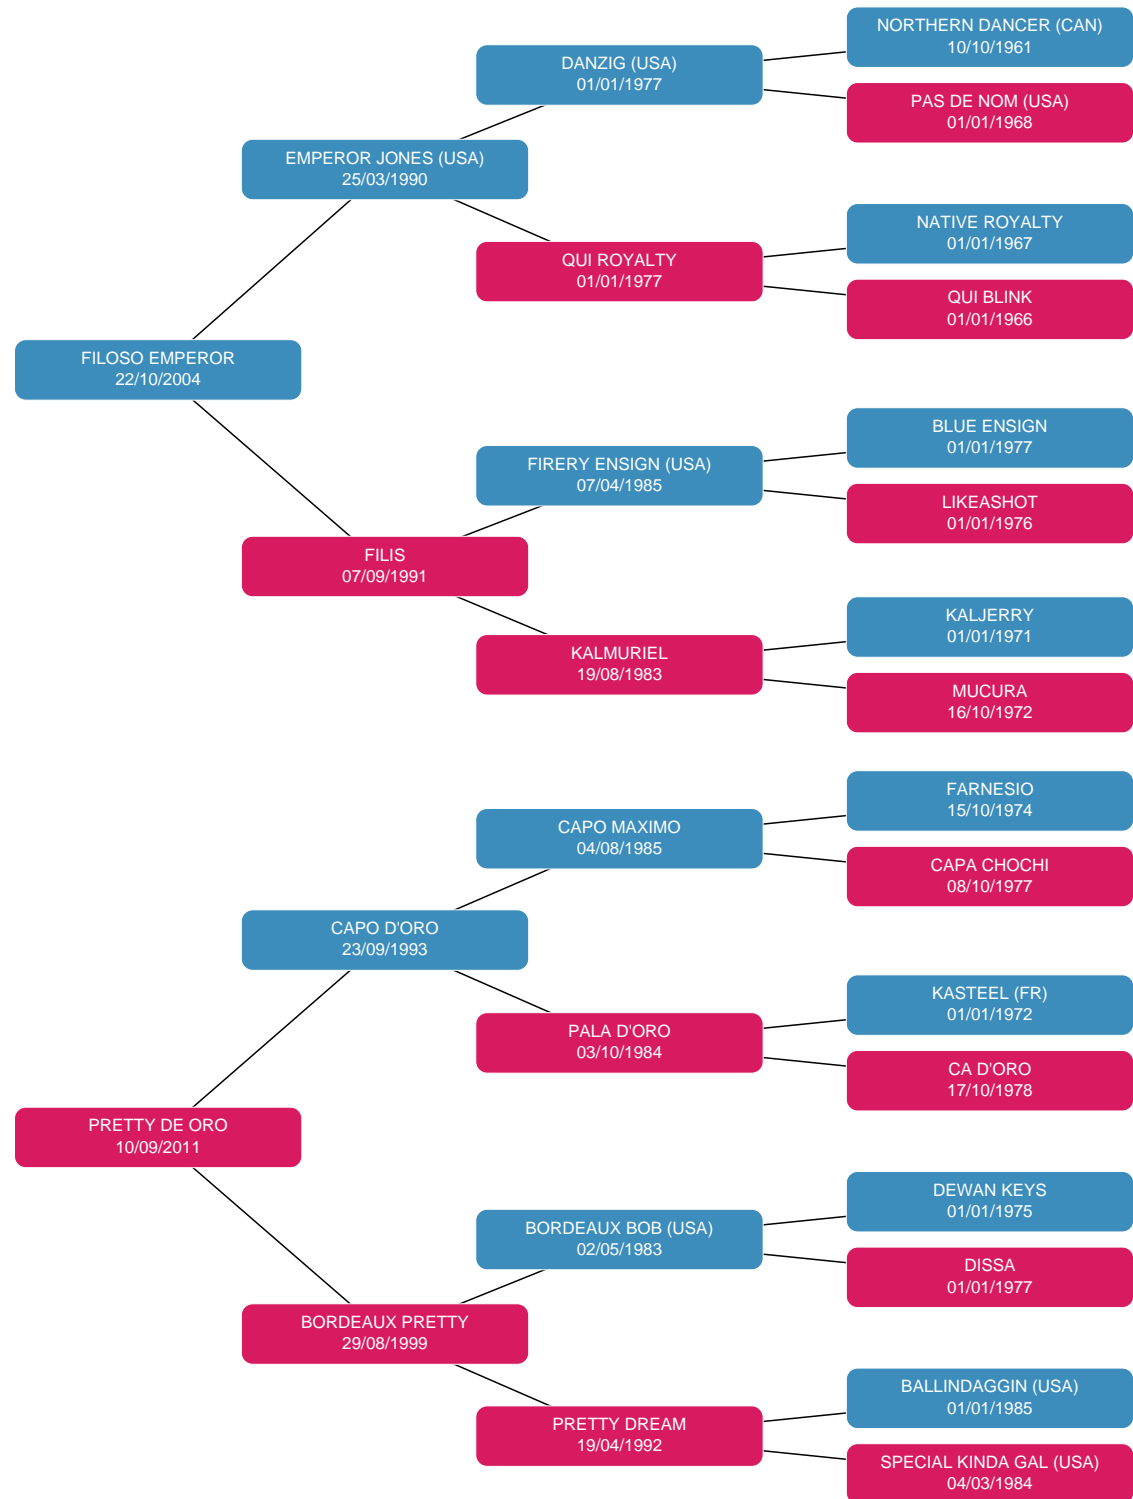 NORTHERN DANCER (CAN)
10/10/1961
DANZIG (USA)
01/01/1977
PAS DE NOM (USA)
01/01/1968
EMPEROR JONES (USA)
25/03/1990
NATIVE ROYALTY
01/01/1967
QUI ROYALTY
01/01/1977
QUI BLINK
01/01/1966
FILOSO EMPEROR
22/10/2004
BLUE ENSIGN
01/01/1977
FIRERY ENSIGN (USA)
07/04/1985
LIKEASHOT
01/01/1976
FILIS
07/09/1991
KALJERRY
01/01/1971
KALMURIEL
19/08/1983
MUCURA
16/10/1972
FARNESIO
15/10/1974
CAPO MAXIMO
04/08/1985
CAPA CHOCHI
08/10/1977
CAPO D'ORO
23/09/1993
KASTEEL (FR)
01/01/1972
PALA D'ORO
03/10/1984
CA D'ORO
17/10/1978
PRETTY DE ORO
10/09/2011
DEWAN KEYS
01/01/1975
BORDEAUX BOB (USA)
02/05/1983
DISSA
01/01/1977
BORDEAUX PRETTY
29/08/1999
BALLINDAGGIN (USA)
01/01/1985
PRETTY DREAM
19/04/1992
SPECIAL KINDA GAL (USA)
04/03/1984